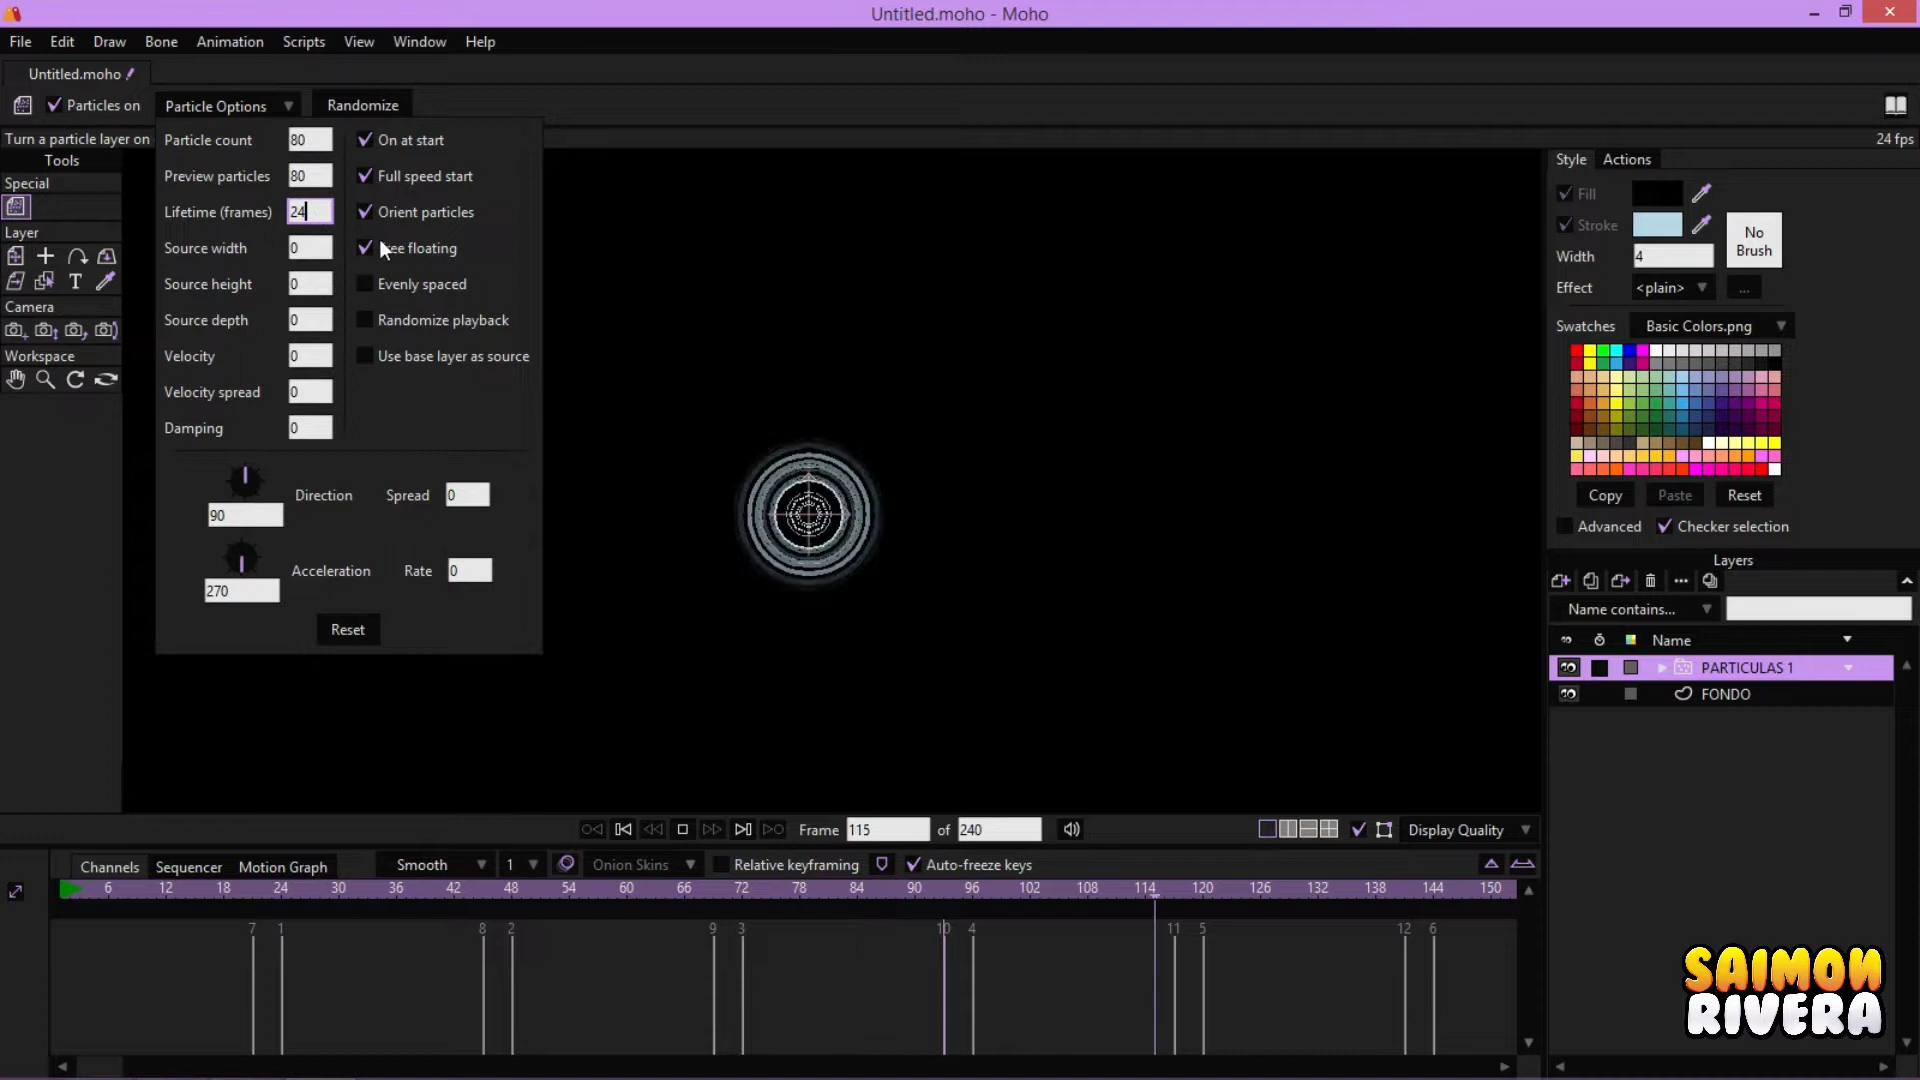 Untitled.moho - Moho
File Edit Draw Bone Animation Scripts View Window Help
Untitled.moho
Particles on Particle Options Randomize
Turn a particle layer on
24 fps
Tools
Special
Layer
Camera
Workspace
Particle count 80 On at start
Preview particles 80 Full speed start
Lifetime (frames) 24 Orient particles
Source width 0 floating
Source height 0 Evenly spaced
Source depth 0 Randomize playback
Velocity 0 Use base layer as source
Velocity spread 0
Damping 0
90 Direction Spread 0
270 Acceleration Rate 0
Reset
Style Actions
Fill
Stroke
No Brush
Width 4
Effect <plain> ...
Swatches Basic Colors.png
Copy Paste Reset
Advanced Checker selection
Layers
Name contains...
Name
PARTICULAS 1
FONDO
Frame 115 of 240 Display Quality
Channels Sequencer Motion Graph Smooth 1 Onion Skins Relative keyframing Auto-freeze keys
6 12 18 24 30 36 42 48 54 60 66 72 78 84 90 96 102 108 114 120 126 132 138 144 150
7 1 8 2 9 3 10 4 11 5 12 6
SAIMON
RIVERA